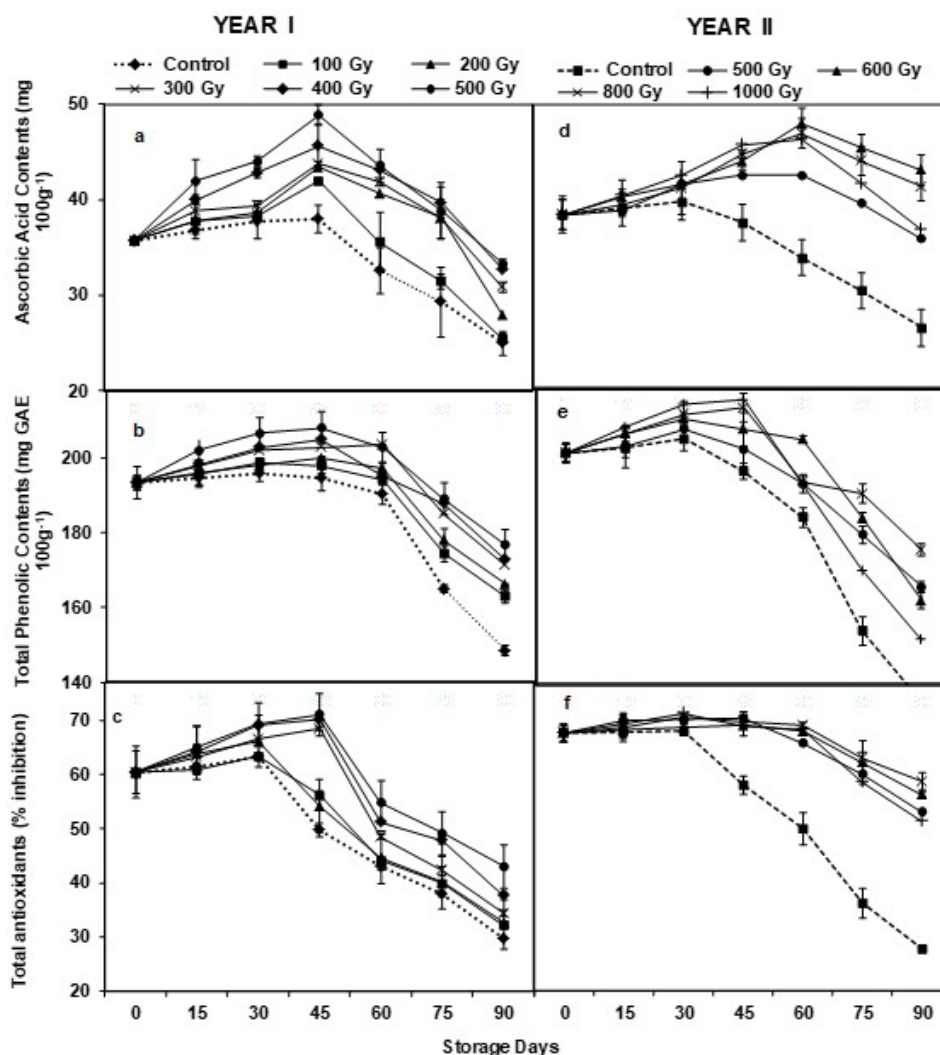 YEAR I
YEAR II
Control 100 Gy 200 Gy
300 Gy 400 Gy 500 Gy
Control 500 Gy 600 Gy
800 Gy 1000 Gy
Ascorbic Acid Contents (mg
100g-1)
50
40
30
20
a
d
Total Phenolic Contents (mg GAE
100g-1)
200
180
160
140
b
e
Total antioxidants (% inhibition)
70
60
50
40
30
20
c
f
0 15 30 45 60 75 90
0 15 30 45 60 75 90
Storage Days